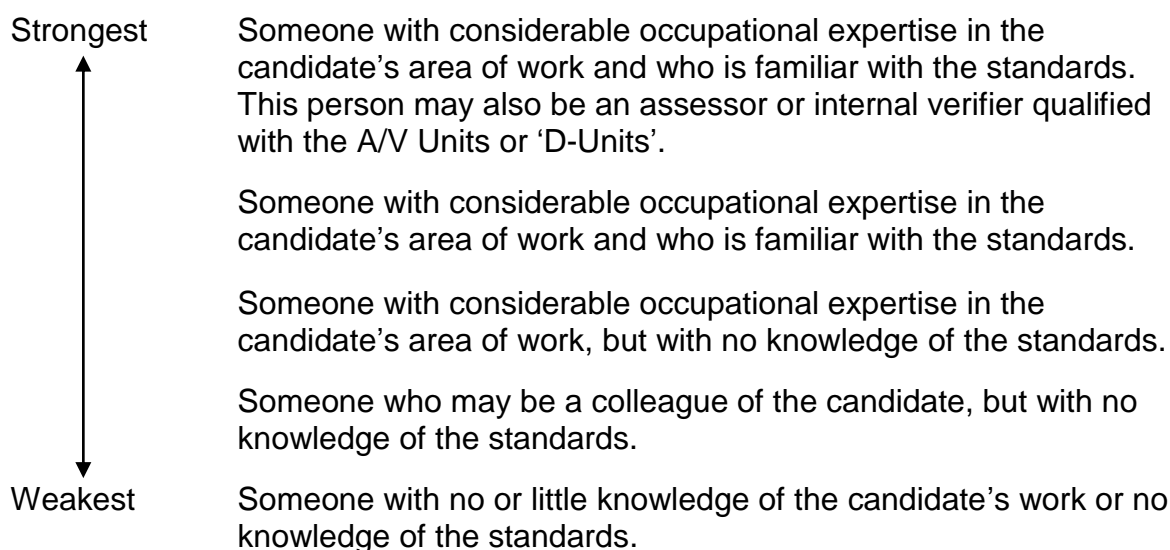 Strongest Someone with considerable occupational expertise in the
candidate’s area of work and who is familiar with the standards.
This person may also be an assessor or internal verifier qualified
with the A/V Units or ‘D-Units’.
Someone with considerable occupational expertise in the
candidate’s area of work and who is familiar with the standards.
Someone with considerable occupational expertise in the
candidate’s area of work, but with no knowledge of the standards.
Someone who may be a colleague of the candidate, but with no
knowledge of the standards.
Weakest Someone with no or little knowledge of the candidate’s work or no
knowledge of the standards.